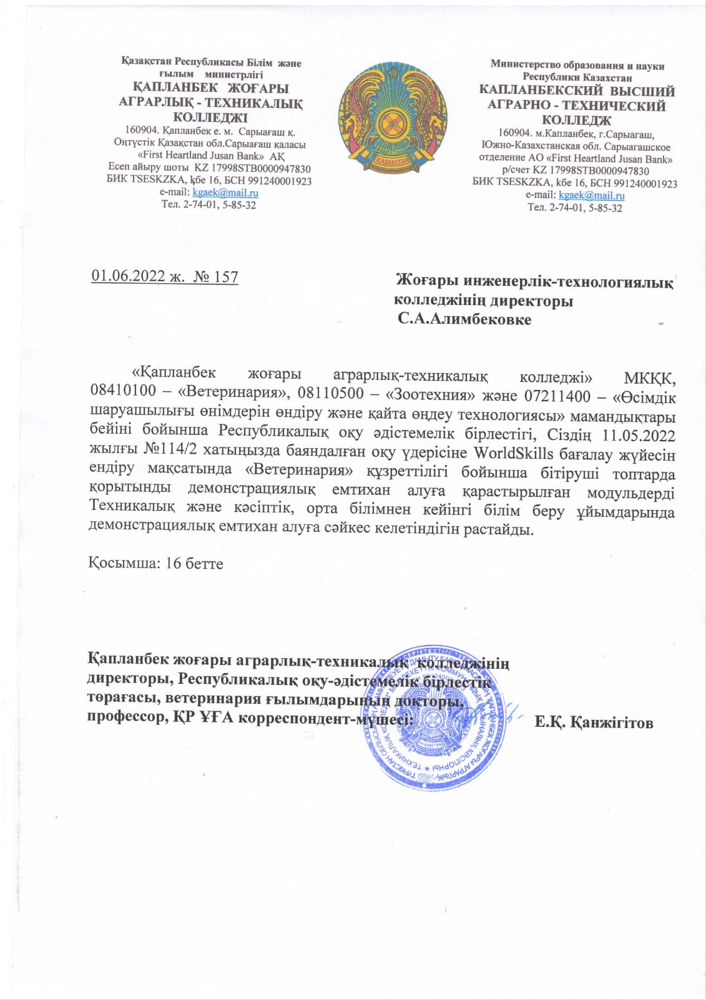 Қазақстан Республикасы Білім және
ғылым министрлігі
ҚАПЛАНБЕК ЖОҒАРЫ
АГРАРЛЫҚ - ТЕХНИКАЛЫҚ
КОЛЛЕДЖІ
160904. Қапланбек е. м. Сарыағаш қ.
Оңтүстік Қазақстан обл.Сарыағаш қаласы
«First Heartland Jusan Bank» АҚ
Есеп айыру шоты KZ 17998STB0000947830
БИК TSESKZKA, қбе 16, БСН 991240001923
e-mail: kgaek@mail.ru
Тел. 2-74-01, 5-85-32
ҚАЗАҚСТАН
Министерство образования и науки
Республики Казахстан
КАПЛАНБЕКСКИЙ ВЫСШИЙ
АГРАРНО - ТЕХНИЧЕСКИЙ
КОЛЛЕДЖ
160904. м.Капланбек, г.Сарыагаш,
Южно-Казахстанская обл. Сарыагашское
отделение АО «First Heartland Jusan Bank»
р/счет KZ 17998STB0000947830
БИК TSESKZKA, kбе 16, БСН 991240001923
e-mail: kgaek@mail.ru
Тел. 2-74-01, 5-85-32
01.06.2022 ж. № 157
Жоғары инженерлік-технологиялық
колледжінің директоры
С.А.Алимбековке
«Қапланбек жоғары аграрлық-техникалық колледжі» МКҚК,
08410100 – «Ветеринария», 08110500 – «Зоотехния» және 07211400 – «Өсімдік
шаруашылығы өнімдерін өндіру және қайта өңдеу технологиясы» мамандықтары
бейіні бойынша Республикалық оқу әдістемелік бірлестігі, Сіздің 11.05.2022
жылғы №114/2 хатыңызда баяндалған оқу үдерісіне WorldSkills бағалау жүйесін
ендіру мақсатында «Ветеринария» құзреттілігі бойынша бітіруші топтарда
қорытынды демонстрациялық емтихан алуға қарастырылған модульдерді
Техникалық және кәсіптік, орта білімнен кейінгі білім беру ұйымдарында
демонстрациялық емтихан алуға сәйкес келетіндігін растайды.
Қосымша: 16 бетте
Қапланбек жоғары аграрлық-техникалық колледжінің
директоры, Республикалық оқу-әдістемелік бірлестік
төрағасы, ветеринария ғылымдарының докторы,
профессор, ҚР ҰҒА корреспондент-мүшесі:
Е.Қ. Қанжігітов